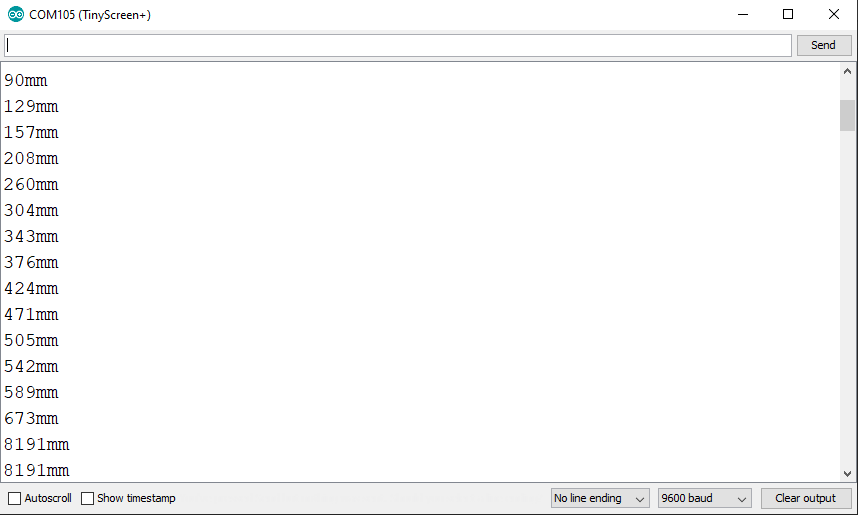 COM105 (TinyScreen+)
Send
90mm
129mm
157mm
208mm
260mm
304mm
343mm
376mm
424mm
471mm
505mm
542mm
589mm
673mm
8191mm
8191mm
Autoscroll Show timestamp No line ending 9600 baud Clear output